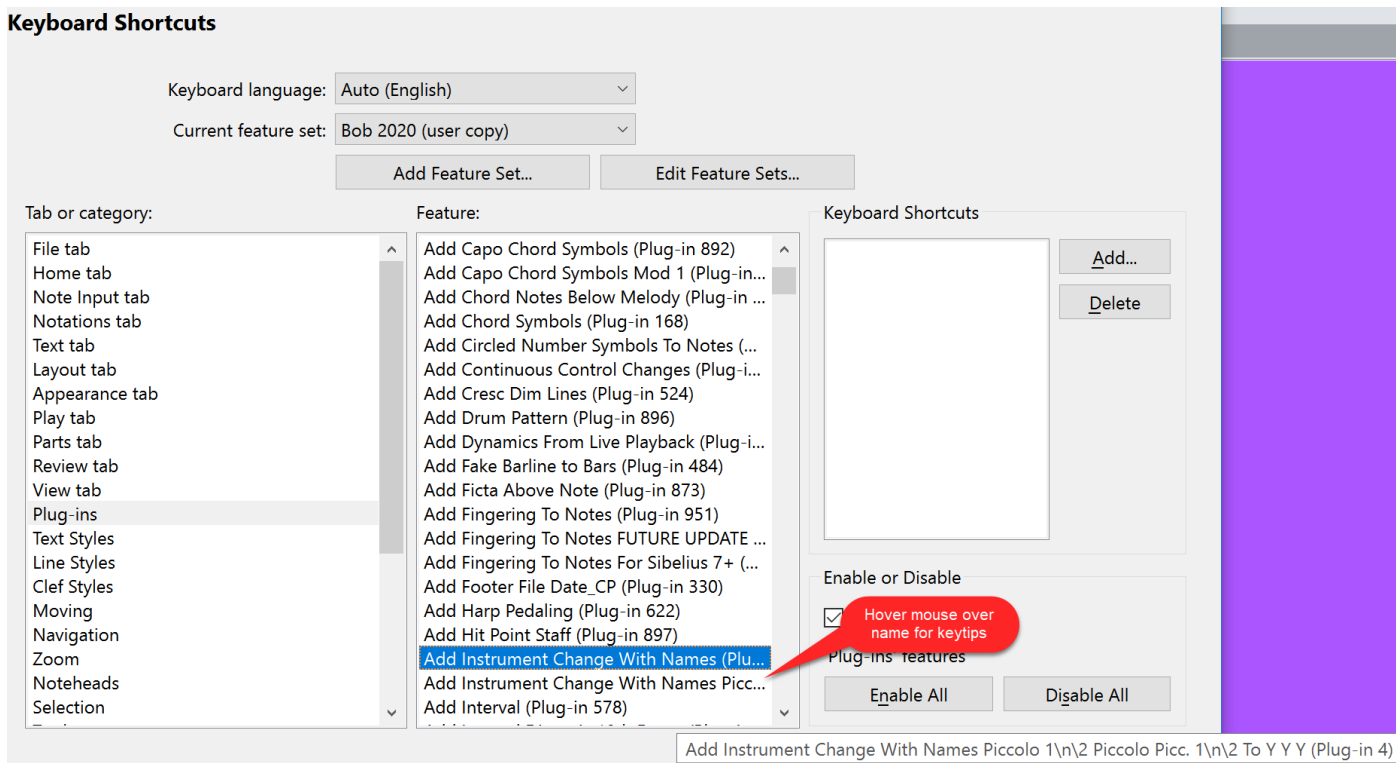 Keyboard Shortcuts
Keyboard language: Auto (English)
Current feature set: Bob 2020 (user copy)
Add Feature Set... Edit Feature Sets...
Tab or category:
File tab
Home tab
Note Input tab
Notations tab
Text tab
Layout tab
Appearance tab
Play tab
Parts tab
Review tab
View tab
Plug-ins
Text Styles
Line Styles
Clef Styles
Moving
Navigation
Zoom
Noteheads
Selection
Feature:
Add Capo Chord Symbols (Plug-in 892)
Add Capo Chord Symbols Mod 1 (Plug-in...
Add Chord Notes Below Melody (Plug-in ...
Add Chord Symbols (Plug-in 168)
Add Circled Number Symbols To Notes (...
Add Continuous Control Changes (Plug-i...
Add Cresc Dim Lines (Plug-in 524)
Add Drum Pattern (Plug-in 896)
Add Dynamics From Live Playback (Plug-i...
Add Fake Barline to Bars (Plug-in 484)
Add Ficta Above Note (Plug-in 873)
Add Fingering To Notes (Plug-in 951)
Add Fingering To Notes FUTURE UPDATE ...
Add Fingering To Notes For Sibelius 7+ (...
Add Footer File Date_CP (Plug-in 330)
Add Harp Pedaling (Plug-in 622)
Add Hit Point Staff (Plug-in 897)
Add Instrument Change With Names (Plu...
Add Instrument Change With Names Picc...
Add Interval (Plug-in 578)
Keyboard Shortcuts
Add...
Delete
Enable or Disable
Hover mouse over
name for keytips
Plug-ins features
Enable All Disable All
Add Instrument Change With Names Piccolo 1\n\2 Piccolo Picc. 1\n\2 To Y Y Y (Plug-in 4)